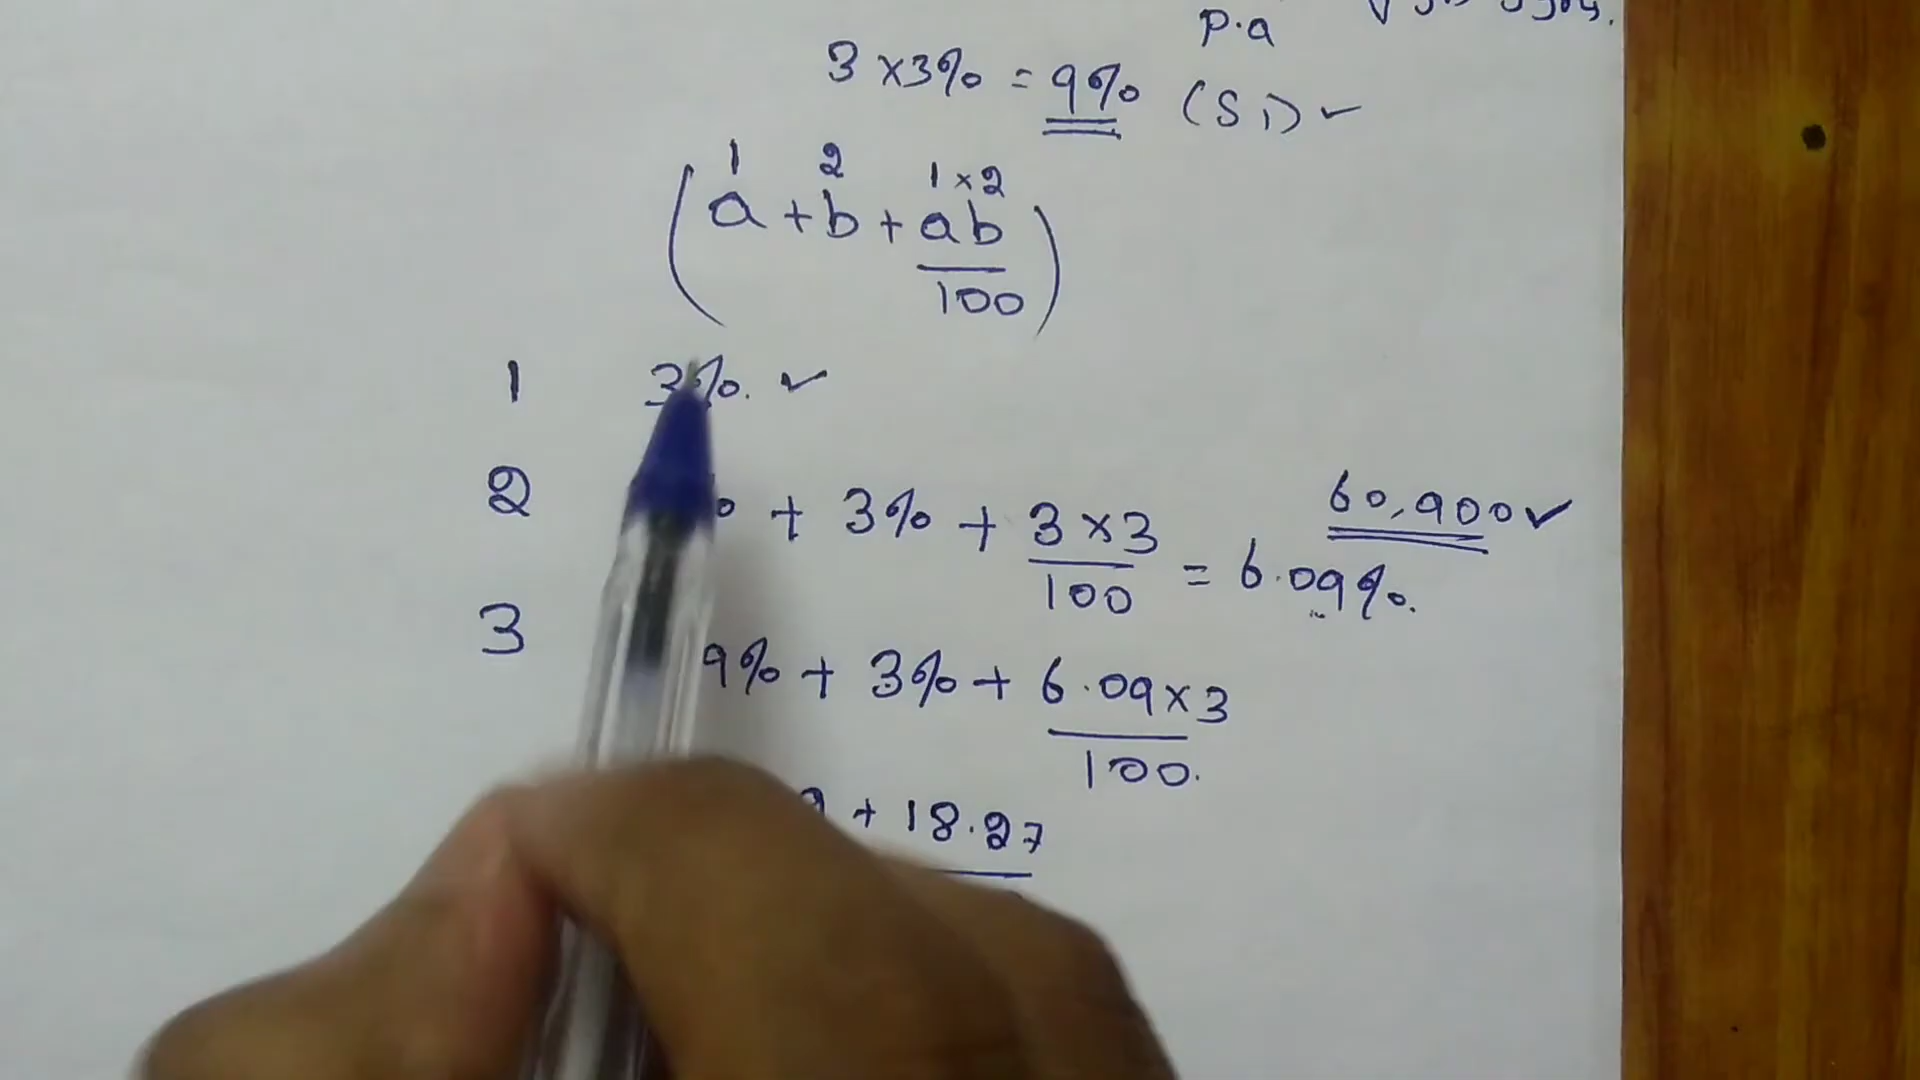 p.a
3 × 3% = 9% (SI) ✓
1 2 1 × 2
(a + b + ab/100)
1 3%. ✓
60,900 ✓
2 + 3% + 3 × 3/100 = 6.09%.
3 9% + 3% + 6.09 × 3/100.
+ 18.27